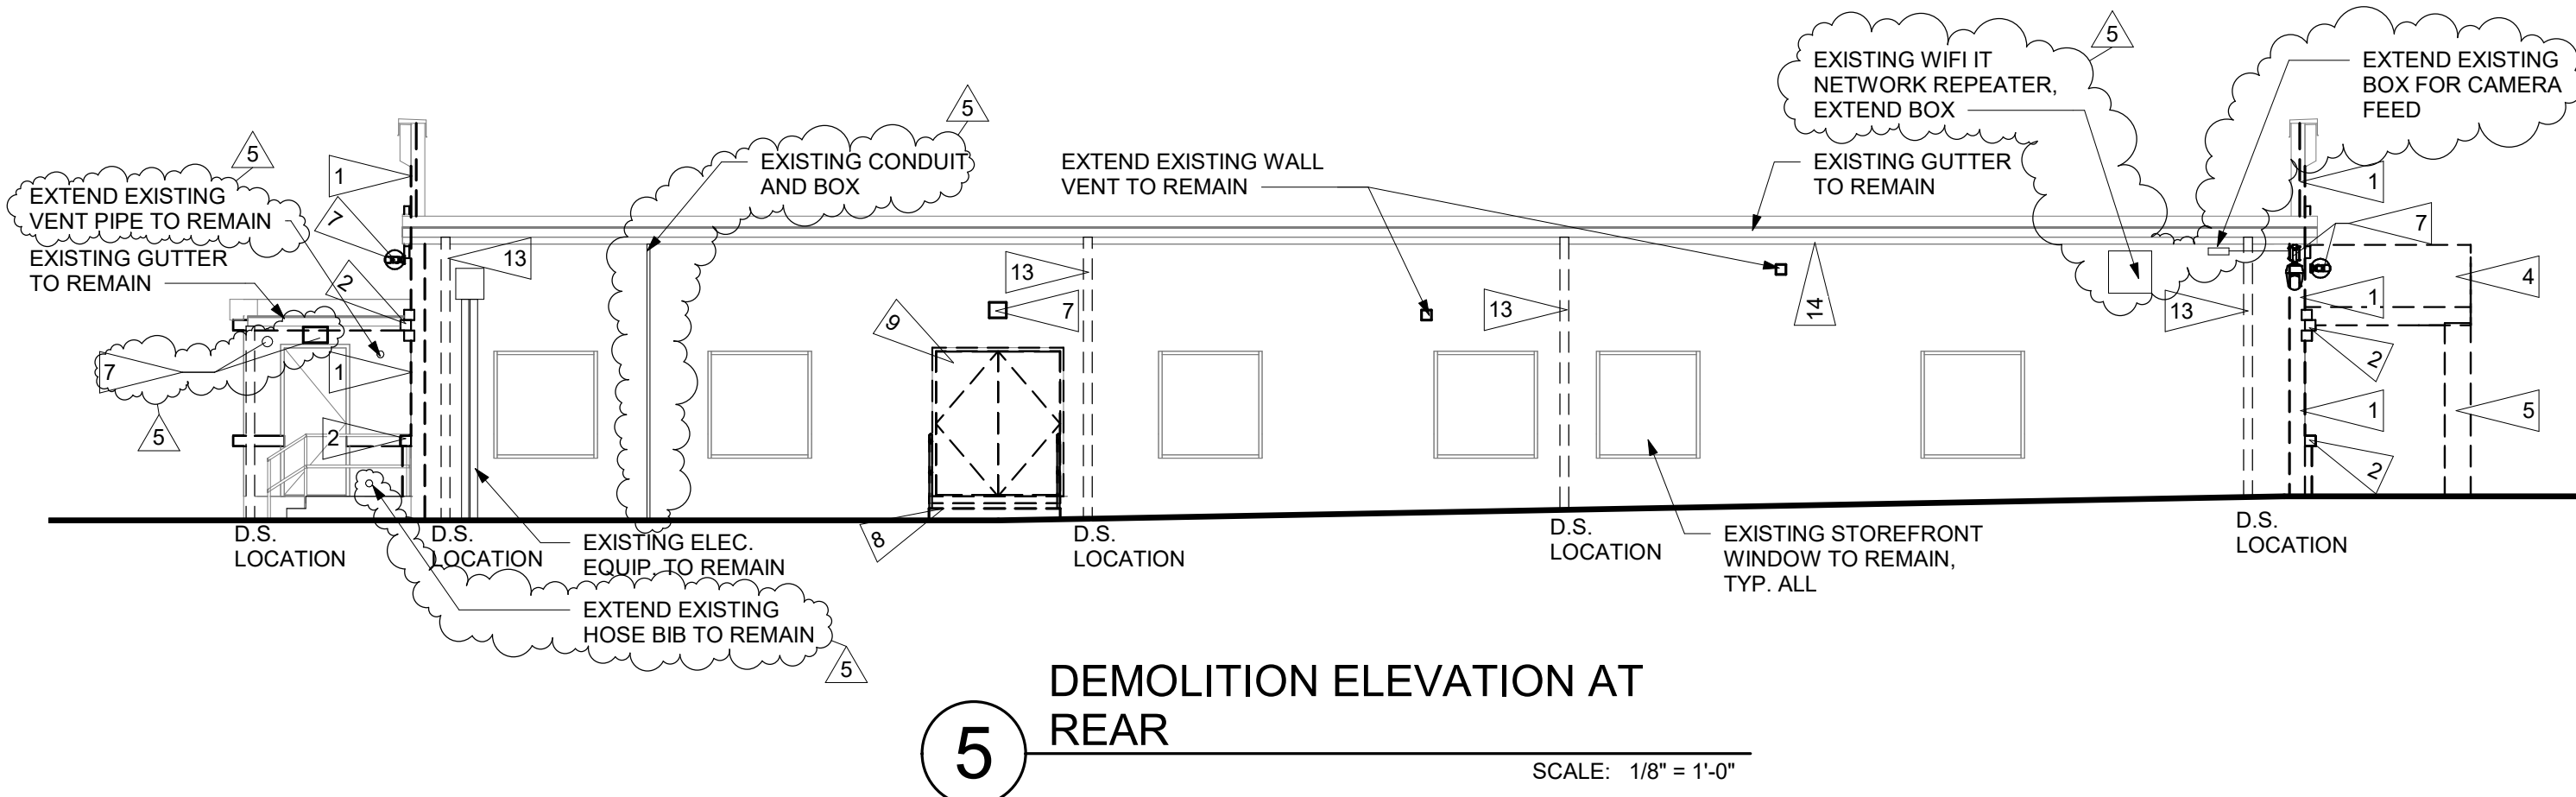 5
EXTEND EXISTING
VENT PIPE TO REMAIN
EXISTING GUTTER
TO REMAIN
1
7
2
7
1
5
2
13
5
EXISTING CONDUIT
AND BOX
EXTEND EXISTING WALL
VENT TO REMAIN
13
7
9
8
13
EXISTING GUTTER
TO REMAIN
14
5
EXISTING WIFI IT
NETWORK REPEATER,
EXTEND BOX
EXTEND EXISTING
BOX FOR CAMERA
FEED
1
7
4
1
13
2
1
5
2
D.S.
LOCATION
D.S.
LOCATION
EXISTING ELEC.
EQUIP. TO REMAIN
EXTEND EXISTING
HOSE BIB TO REMAIN
5
D.S.
LOCATION
D.S.
LOCATION
EXISTING STOREFRONT
WINDOW TO REMAIN,
TYP. ALL
D.S.
LOCATION
5
DEMOLITION ELEVATION AT
REAR
SCALE: 1/8" = 1'-0"